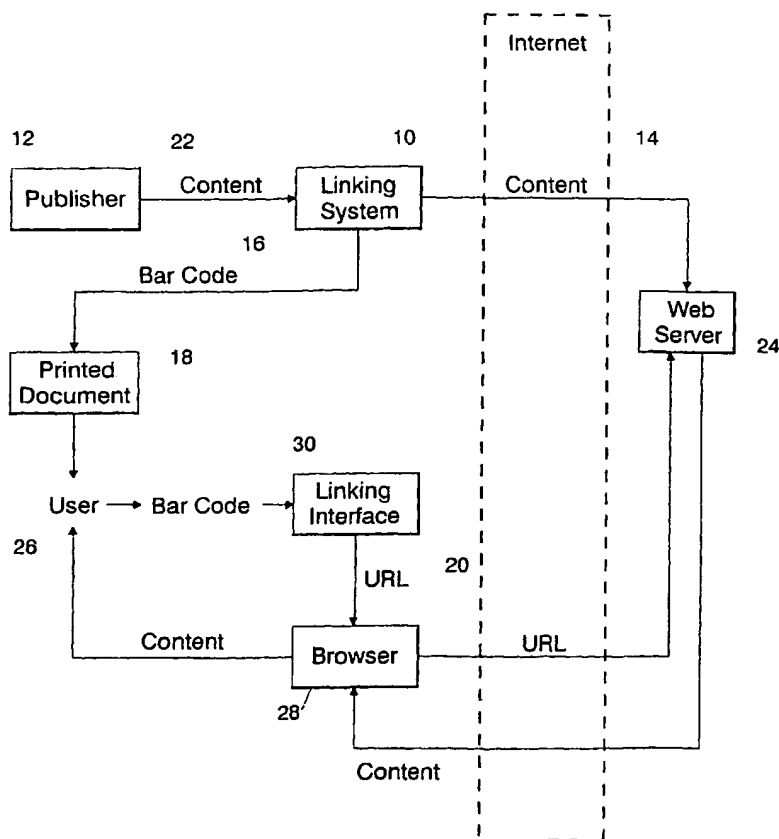 Internet
12
22
10
14
Publisher
Content
Linking
System
Content
16
Bar Code
Web
Server
24
18
Printed
Document
30
User
Bar Code
Linking
Interface
26
URL
20
Content
Browser
URL
28
Content